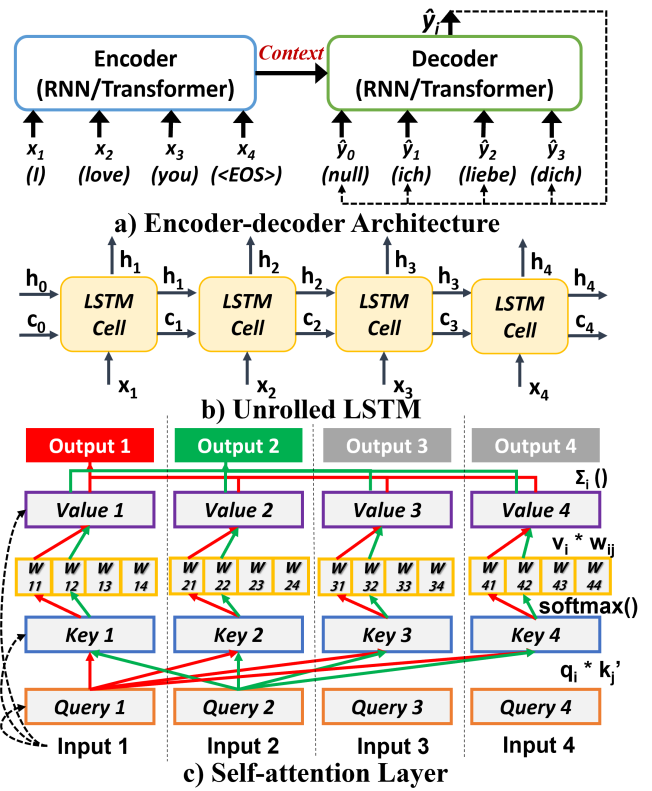 ŷi
Encoder
(RNN/Transformer)
Context
Decoder
(RNN/Transformer)
x1 x2 x3 x4 ŷ0 ŷ1 ŷ2 ŷ3
(I) (love) (you) (<EOS>) (null) (ich) (liebe) (dich)
a) Encoder-decoder Architecture
h1 h2 h3 h4
h0 h1 h2 h3 h4
LSTM Cell LSTM Cell LSTM Cell LSTM Cell
c0 c1 c2 c3 c4
x1 x2 x3 x4
b) Unrolled LSTM
Output 1 Output 2 Output 3 Output 4
Σi ()
Value 1 Value 2 Value 3 Value 4
vi * wij
W W W W W W W W W W W W W W W W
11 12 13 14 21 22 23 24 31 32 33 34 41 42 43 44
softmax()
Key 1 Key 2 Key 3 Key 4
qi * kj’
Query 1 Query 2 Query 3 Query 4
Input 1 Input 2 Input 3 Input 4
c) Self-attention Layer